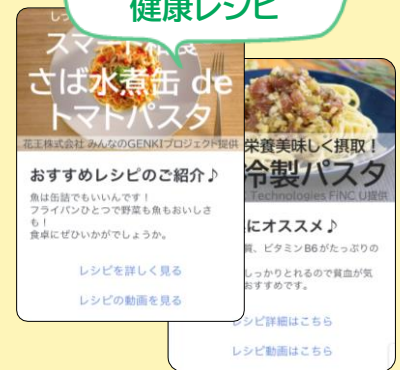 健康レシピ
しっ
スマート和食
さば水煮缶 de
トマトパスタ
花王株式会社 みんなのGENKIプロジェクト提供
おすすめレシピのご紹介♪
魚は缶詰でもいいんです!
フライパンひとつで野菜も魚もおいしさ
も!
食卓にぜひいかがでしょうか。
レシピを詳しく見る
レシピの動画を見る
栄養美味しく摂取!
冷製パスタ
Technologies FiNC U提供
にオススメ♪
質、ビタミンB6がたっぷりの
しっかりとれるので貧血が気
おすすめです。
レシピ詳細はこちら
レシピ動画はこちら